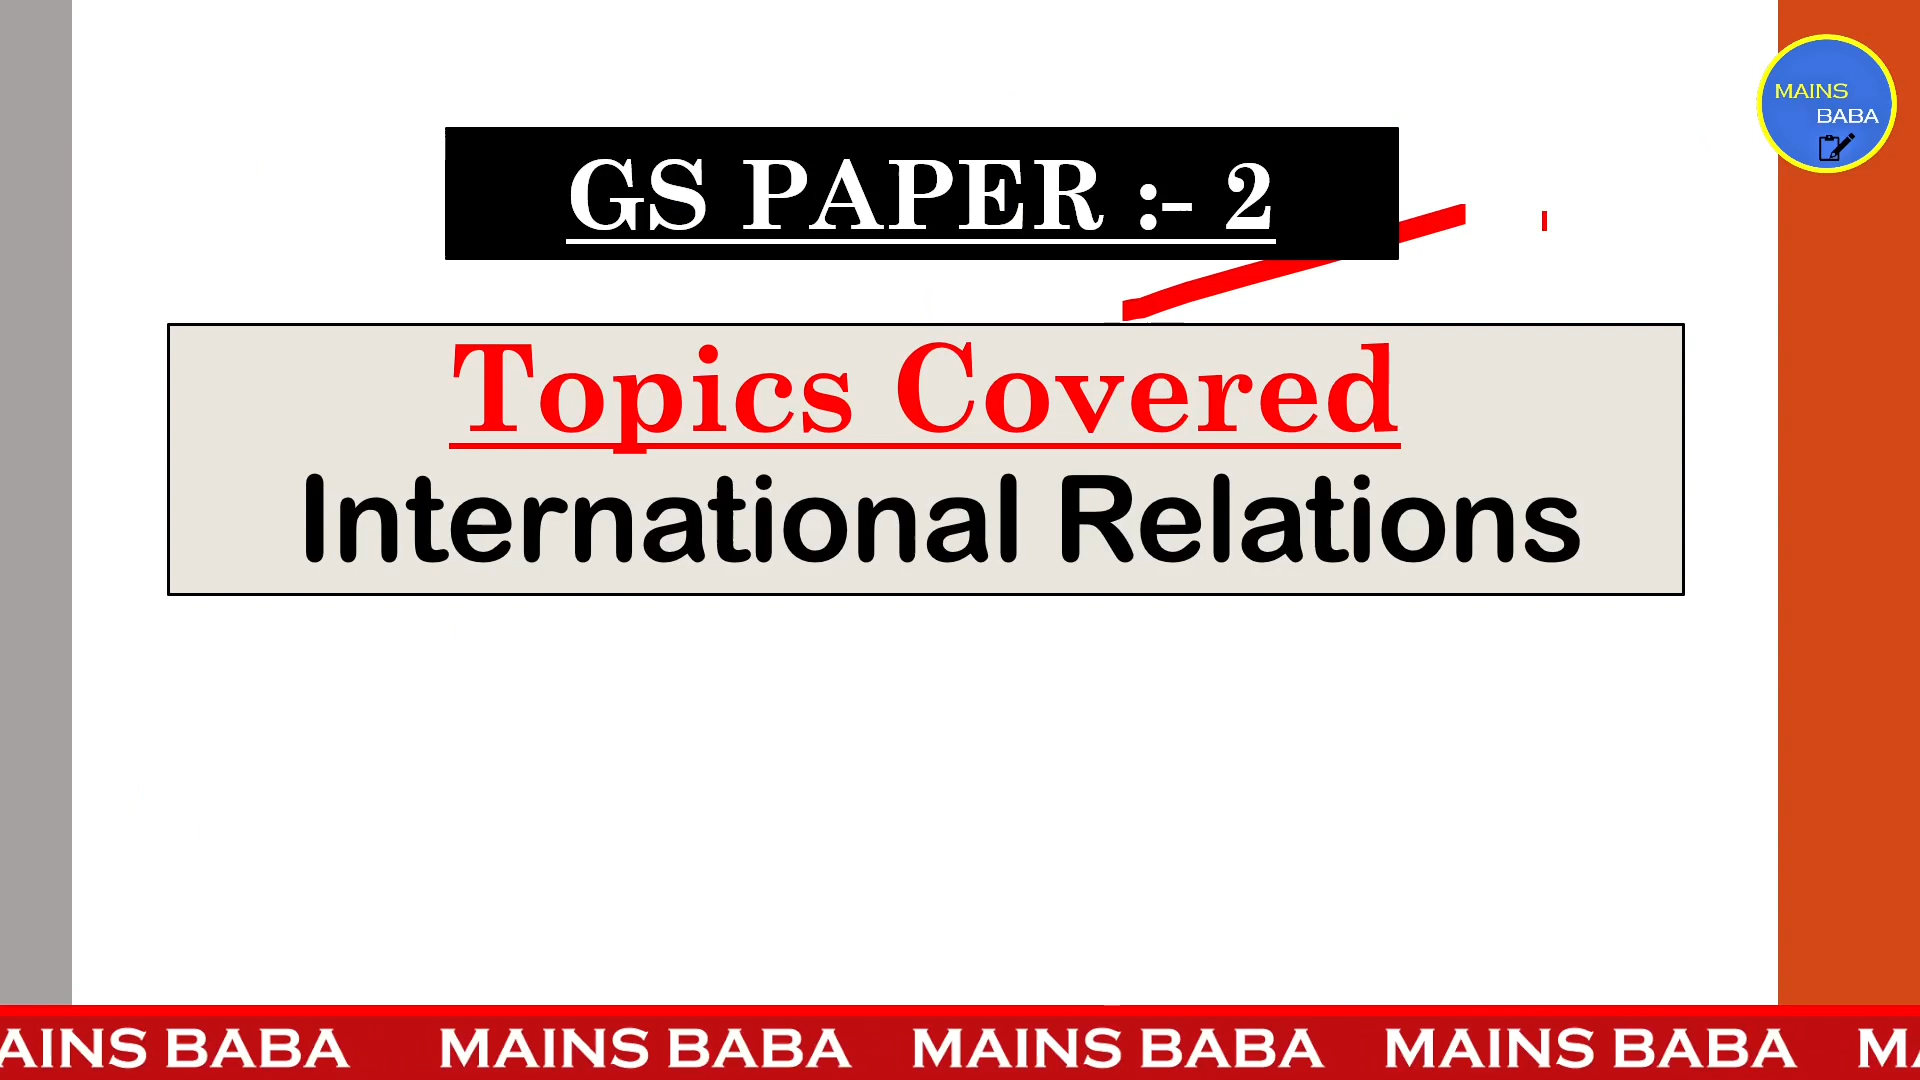 MAINS
BABA
GS PAPER :- 2
Topics Covered
International Relations
AINS BABA MAINS BABA MAINS BABA MAINS BABA MA